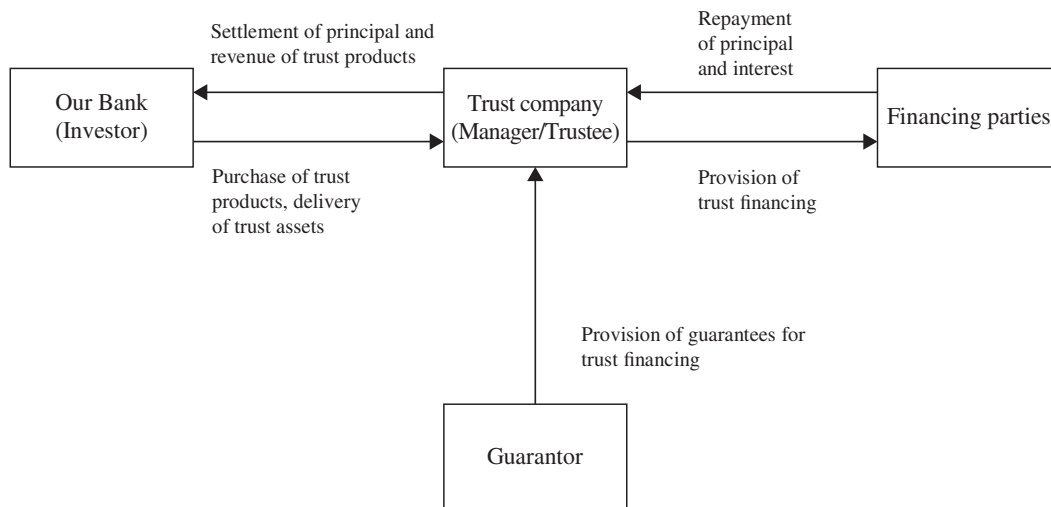 Settlement of principal and
revenue of trust products
Repayment
of principal
and interest
Our Bank
(Investor)
Trust company
(Manager/Trustee)
Financing parties
Purchase of trust
products, delivery
of trust assets
Provision of
trust financing
Provision of guarantees for
trust financing
Guarantor